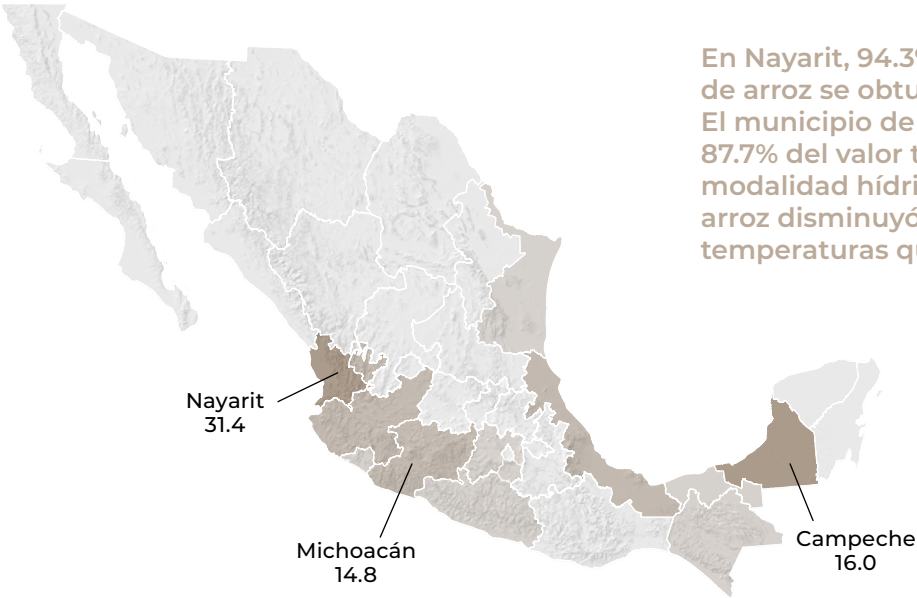 En Nayarit, 94.3
de arroz se obtu
El municipio de
87.7% del valor
modalidad hídri
arroz disminuyó
temperaturas
Nayarit
31.4
Michoacán
14.8
Campeche
16.0